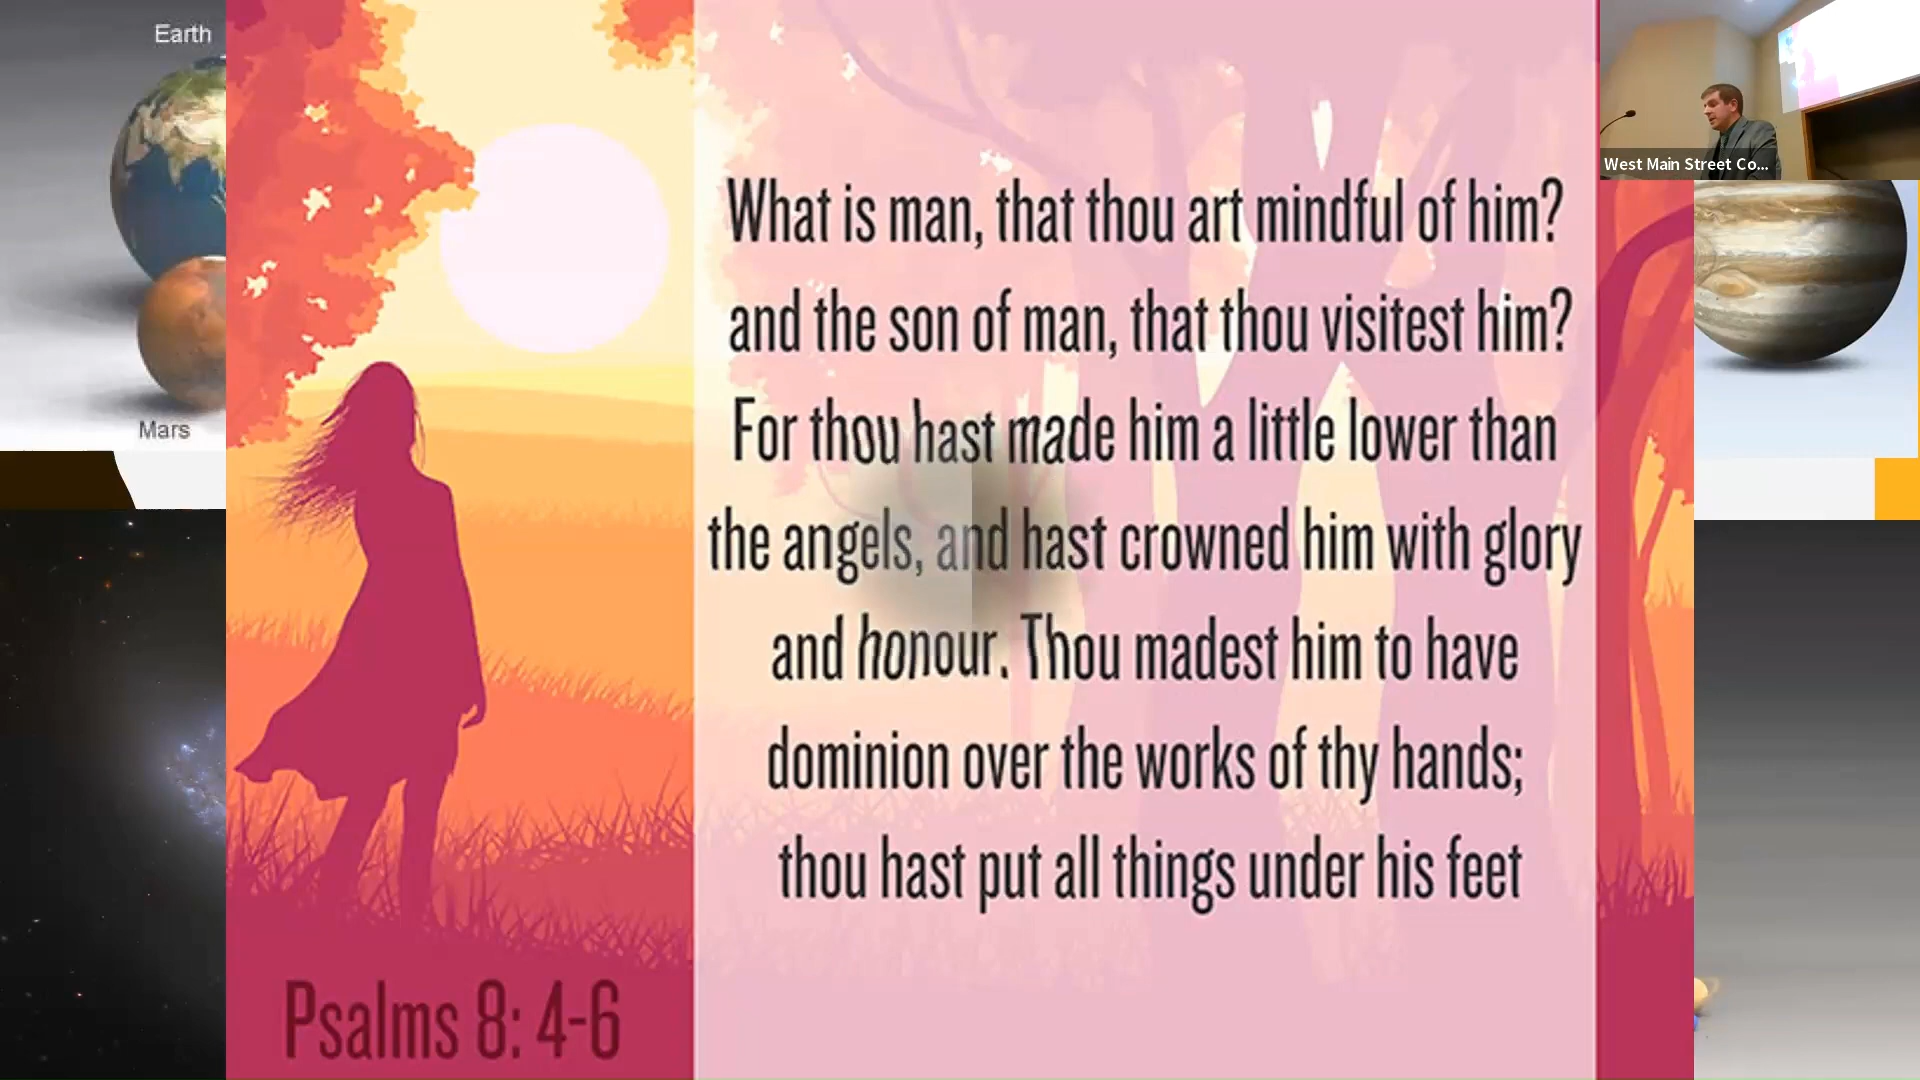 Earth
Mars
What is man, that thou art mindful of him?
and the son of man, that thou visitest him?
For thou hast made him a little lower than
the angels, and hast crowned him with glory
and honour. Thou madest him to have
dominion over the works of thy hands;
thou hast put all things under his feet
Psalms 8: 4-6
West Main Street Co...